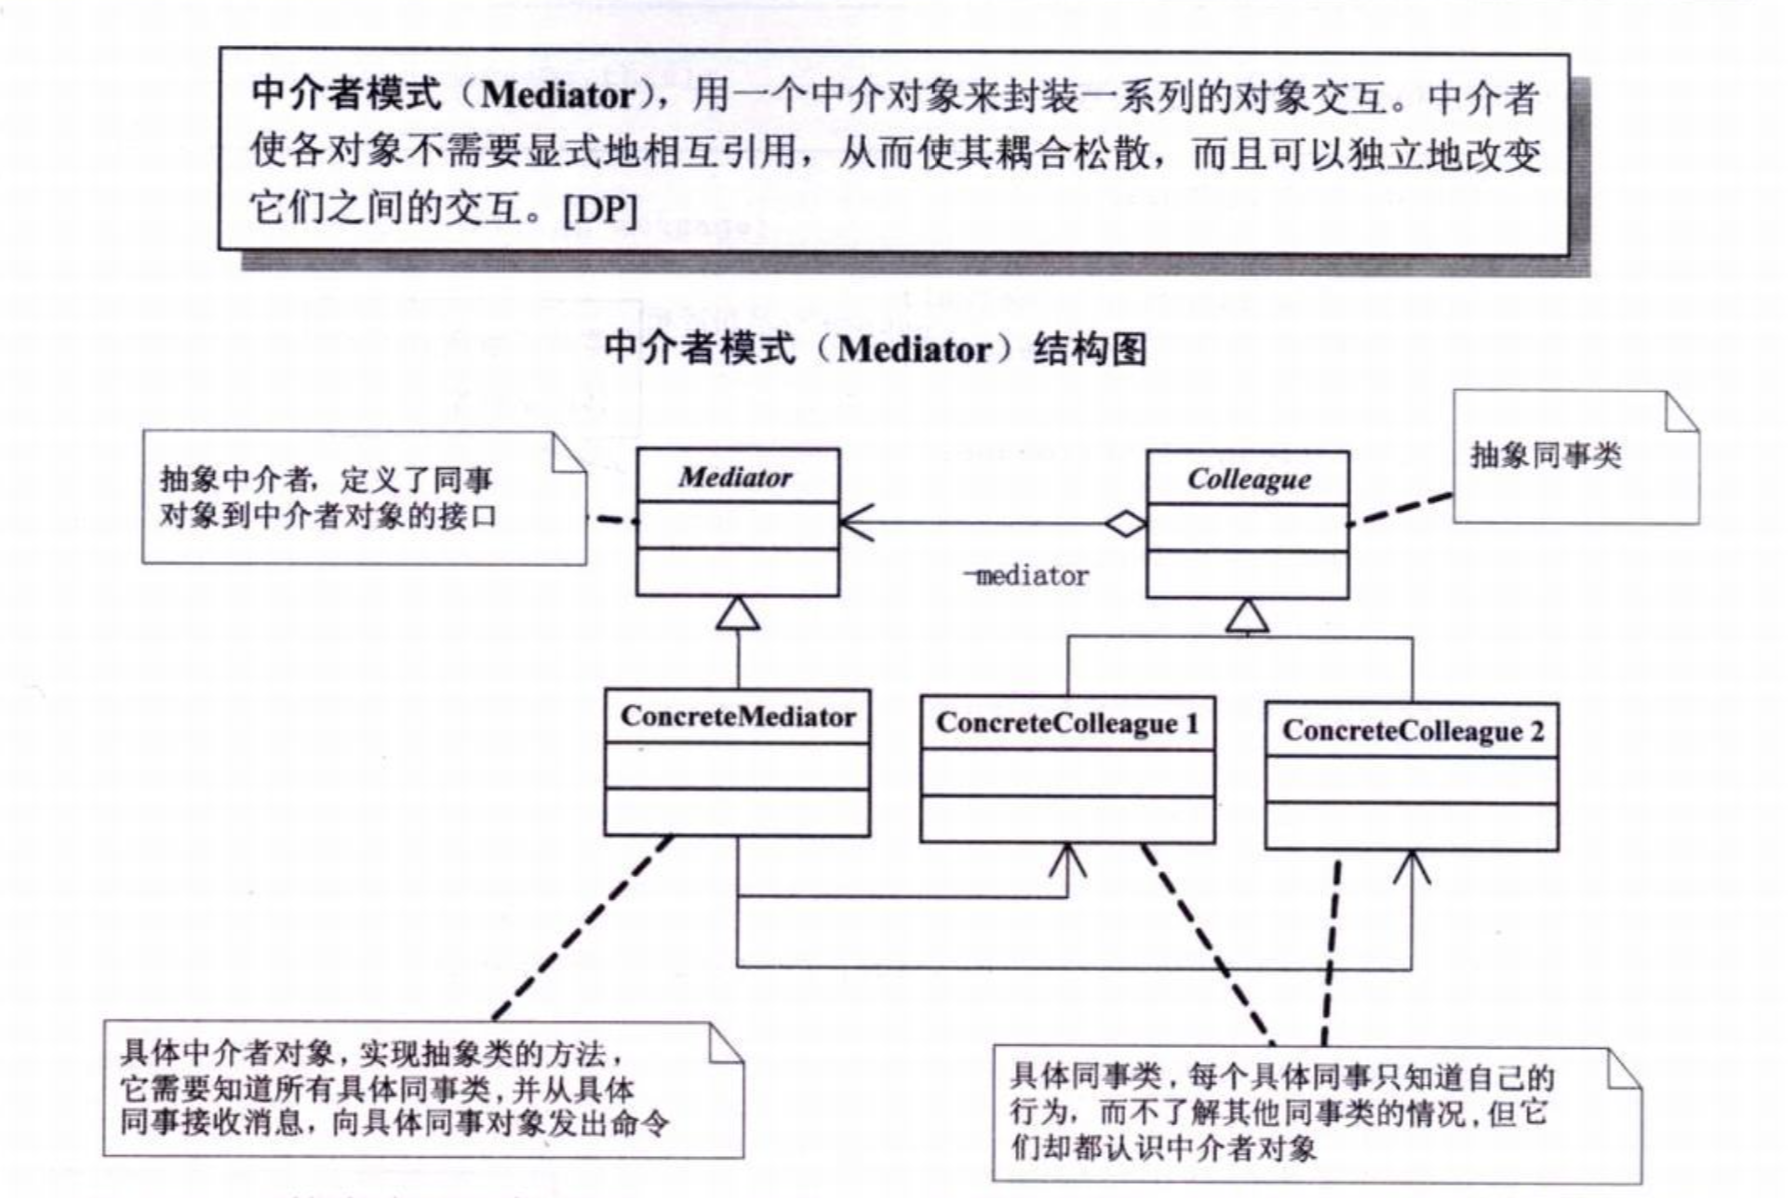 中介者模式（Mediator），用一个中介对象来封装一系列的对象交互。中介者
使各对象不需要显式地相互引用，从而使其耦合松散，而且可以独立地改变
它们之间的交互。[DP]
中介者模式（Mediator）结构图
抽象中介者，定义了同事
对象到中介者对象的接口
Mediator
Colleague
抽象同事类
-mediator
ConcreteMediator
ConcreteColleague 1
ConcreteColleague 2
具体中介者对象，实现抽象类的方法，
它需要知道所有具体同事类，并从具体
同事接收消息，向具体同事对象发出命令
具体同事类，每个具体同事只知道自己的
行为，而不了解其他同事类的情况，但它
们却都认识中介者对象